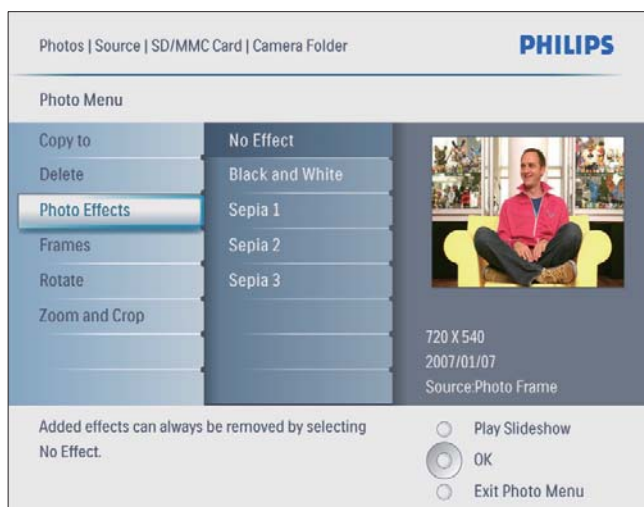 Photos | Source | SD/MMC Card | Camera Folder
PHILIPS
Photo Menu
Copy to
Delete
Photo Effects
Frames
Rotate
Zoom and Crop
No Effect
Black and White
Sepia 1
Sepia 2
Sepia 3
720 X 540
2007/01/07
Source:Photo Frame
Added effects can always be removed by selecting
No Effect.
Play Slideshow
OK
Exit Photo Menu